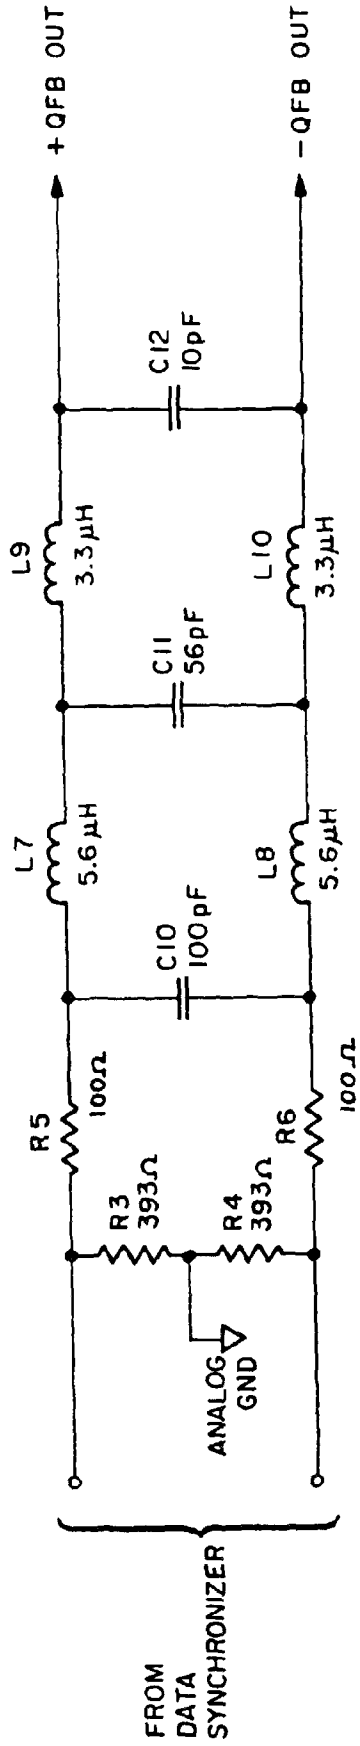 FROM
DATA
SYNCHRONIZER
ANALOG
GND
R3
393Ω
R4
393Ω
R5
100Ω
R6
100Ω
C10
100pF
L7
5.6μH
L8
5.6μH
C11
56pF
L9
3.3μH
L10
3.3μH
C12
10pF
+QFB OUT
-QFB OUT